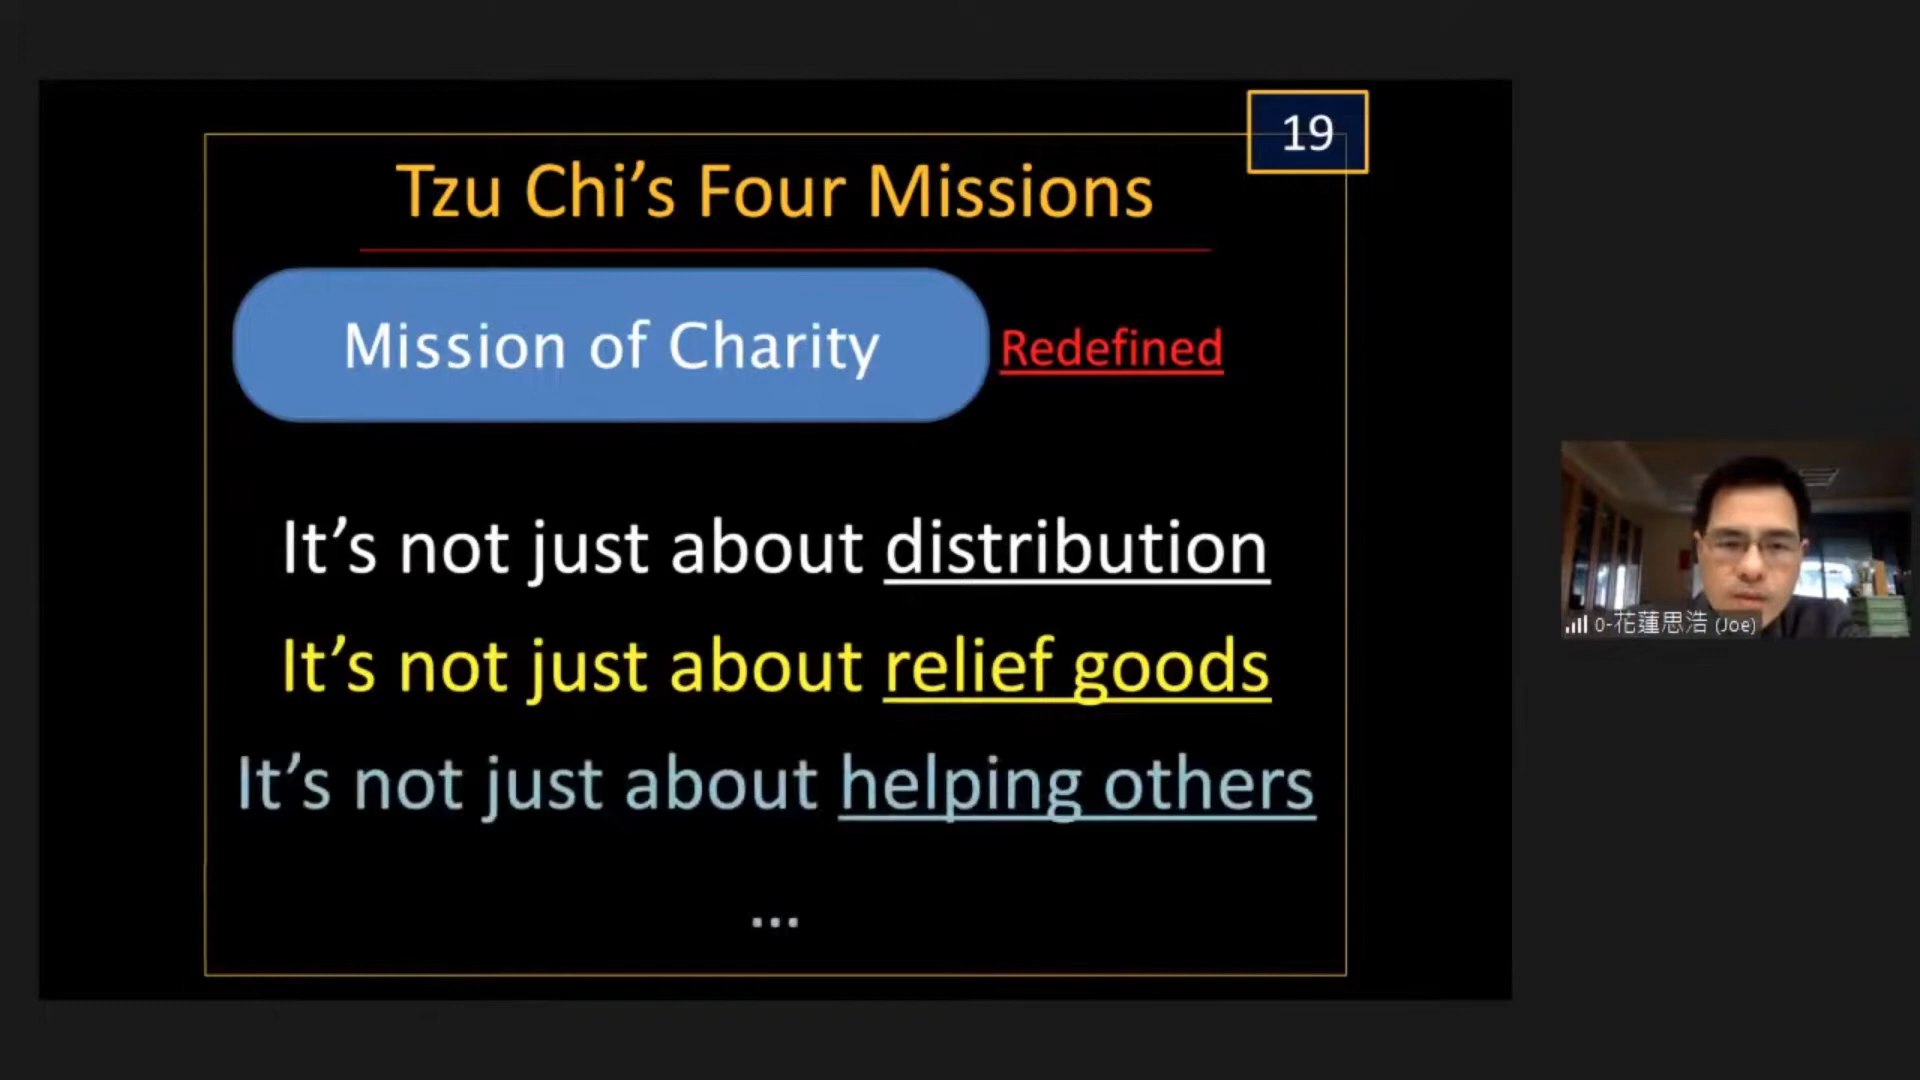 19
Tzu Chi’s Four Missions
Mission of Charity
Redefined
It’s not just about distribution
It’s not just about relief goods
It’s not just about helping others
...
0-花蓮思浩 (Joe)